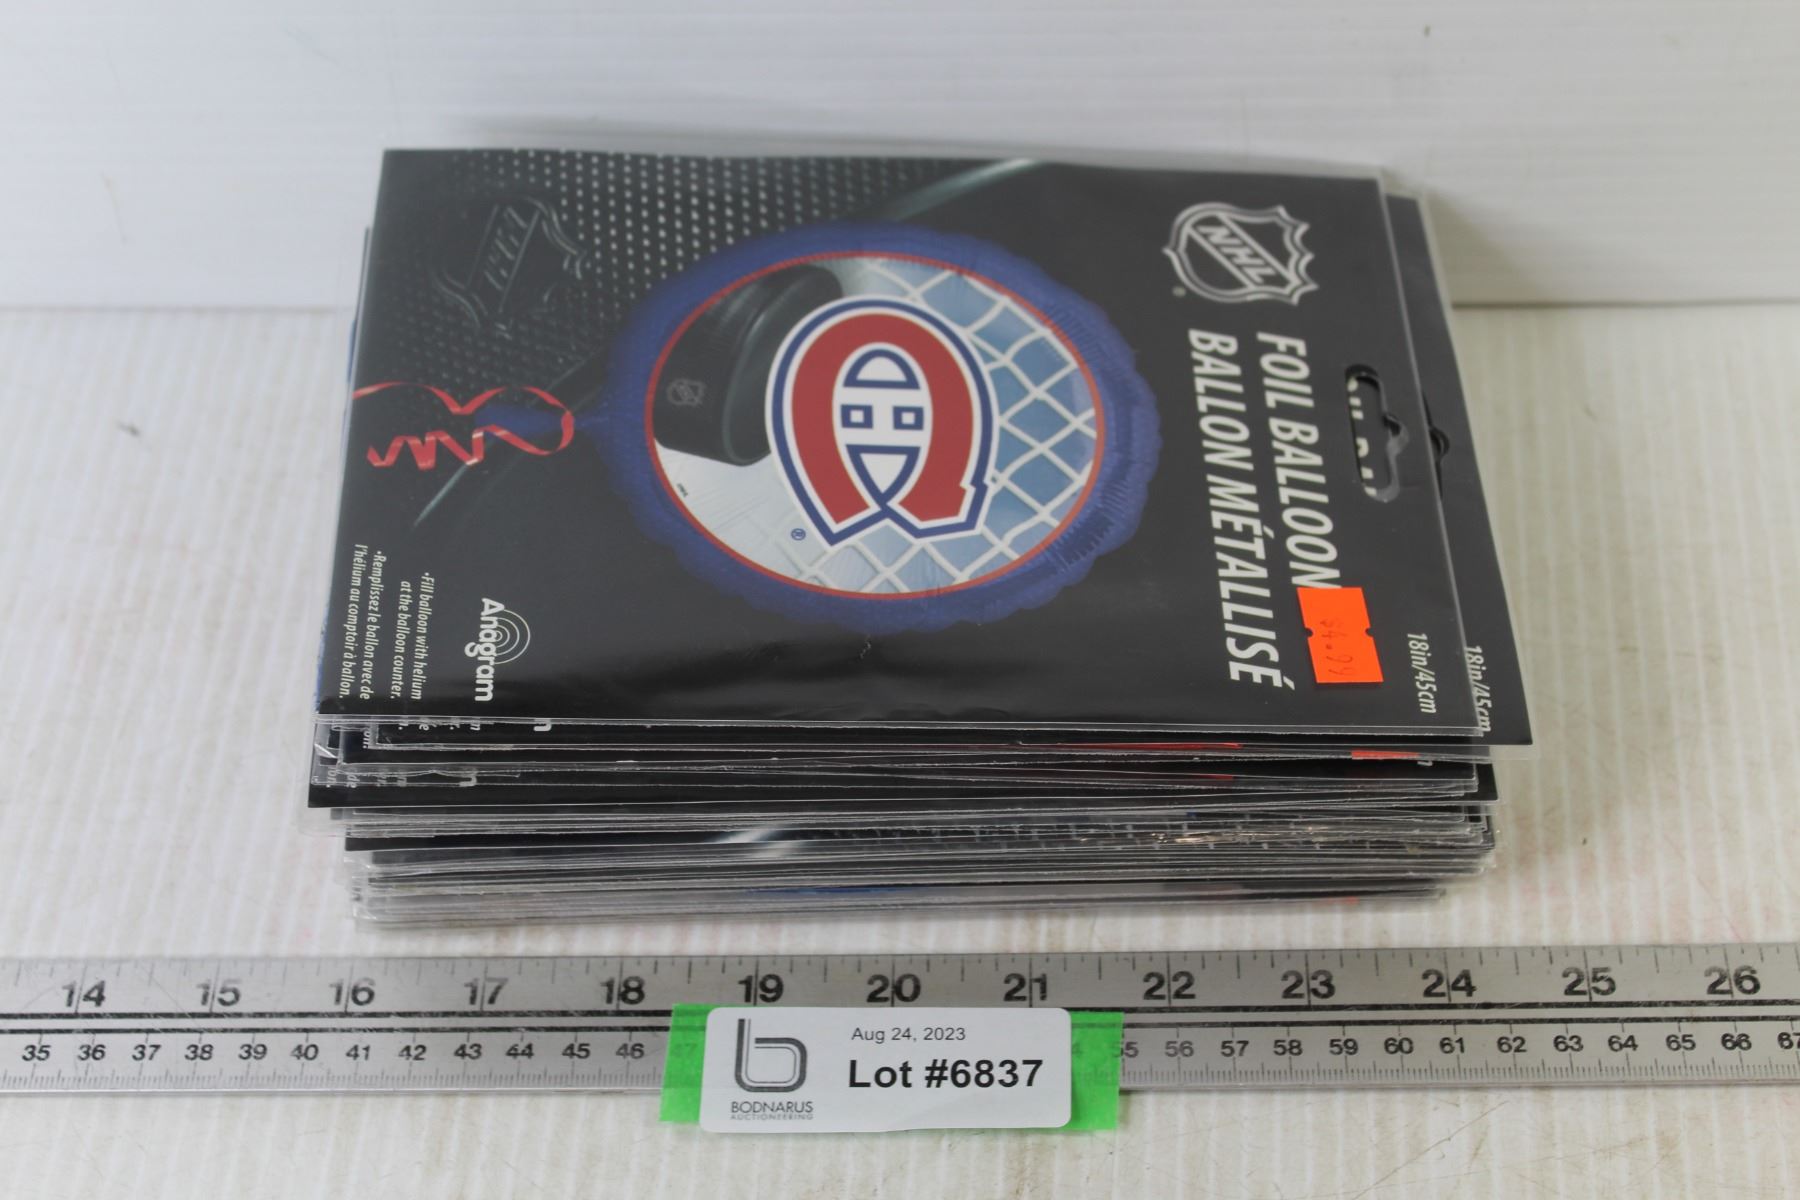 NHL
FOIL BALLOON
BALLON MÉTALLISÉ
18in/45cm
18in/45cm
$4.99
Anagram
•Fill balloon with helium
at the balloon counter.
•Remplissez le ballon avec de
l'hélium au comptoir à ballon.
14 15 16 17 18 19 20 21 22 23 24 25 26
35 36 37 38 39 40 41 42 43 44 45 46 47 55 56 57 58 59 60 61 62 63 64 65 66 67
Aug 24, 2023
Lot #6837
BODNARUS
AUCTIONEERING